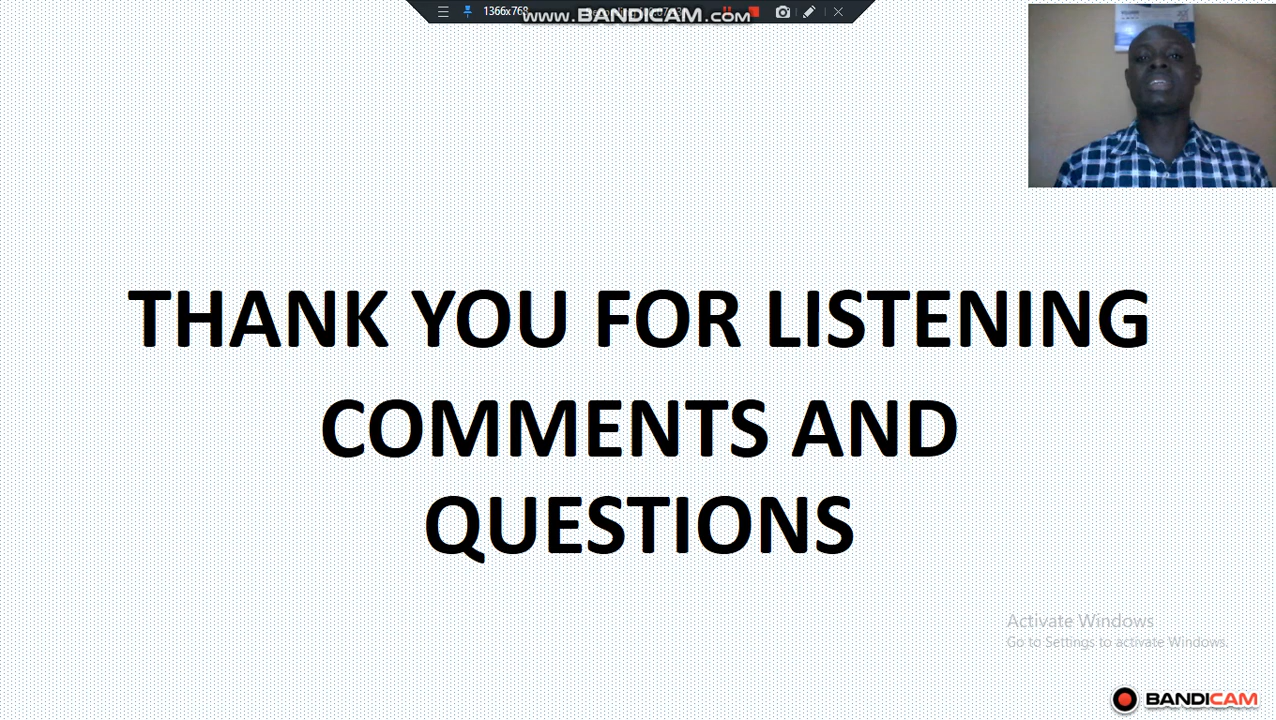 1366x768
www.BANDICAM.com
THANK YOU FOR LISTENING
COMMENTS AND
QUESTIONS
Activate Windows
Go to Settings to activate Windows.
BANDICAM